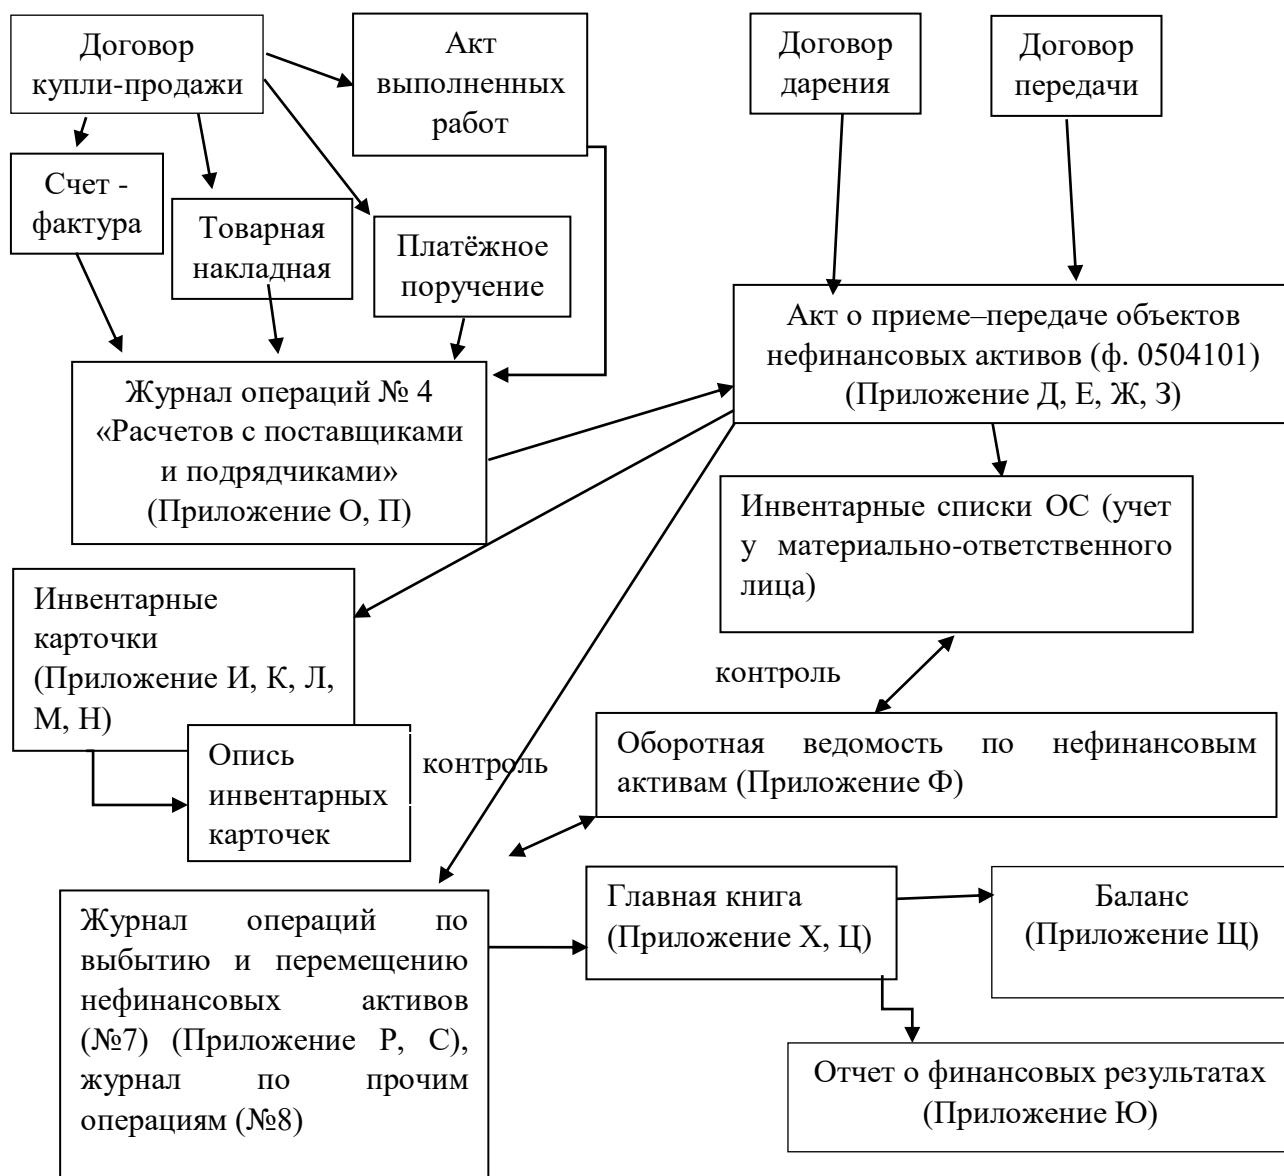 Договор
купли-продажи
Акт
выполненных
работ
Договор
дарения
Договор
передачи
Счет -
фактура
Товарная
накладная
Платёжное
поручение
Акт о приеме–передаче объектов
нефинансовых активов (ф. 0504101)
(Приложение Д, Е, Ж, З)
Журнал операций № 4
«Расчетов с поставщиками
и подрядчиками»
(Приложение О, П)
Инвентарные списки ОС (учет
у материально-ответственного
лица)
Инвентарные
карточки
(Приложение И, К, Л,
М, Н)
контроль
Опись
инвентарных
карточек
контроль
Оборотная ведомость по нефинансовым
активам (Приложение Ф)
Журнал операций по
выбытию и перемещению
нефинансовых активов
(№7) (Приложение Р, С),
журнал по прочим
операциям (№8)
Главная книга
(Приложение Х, Ц)
Баланс
(Приложение Щ)
Отчет о финансовых результатах
(Приложение Ю)